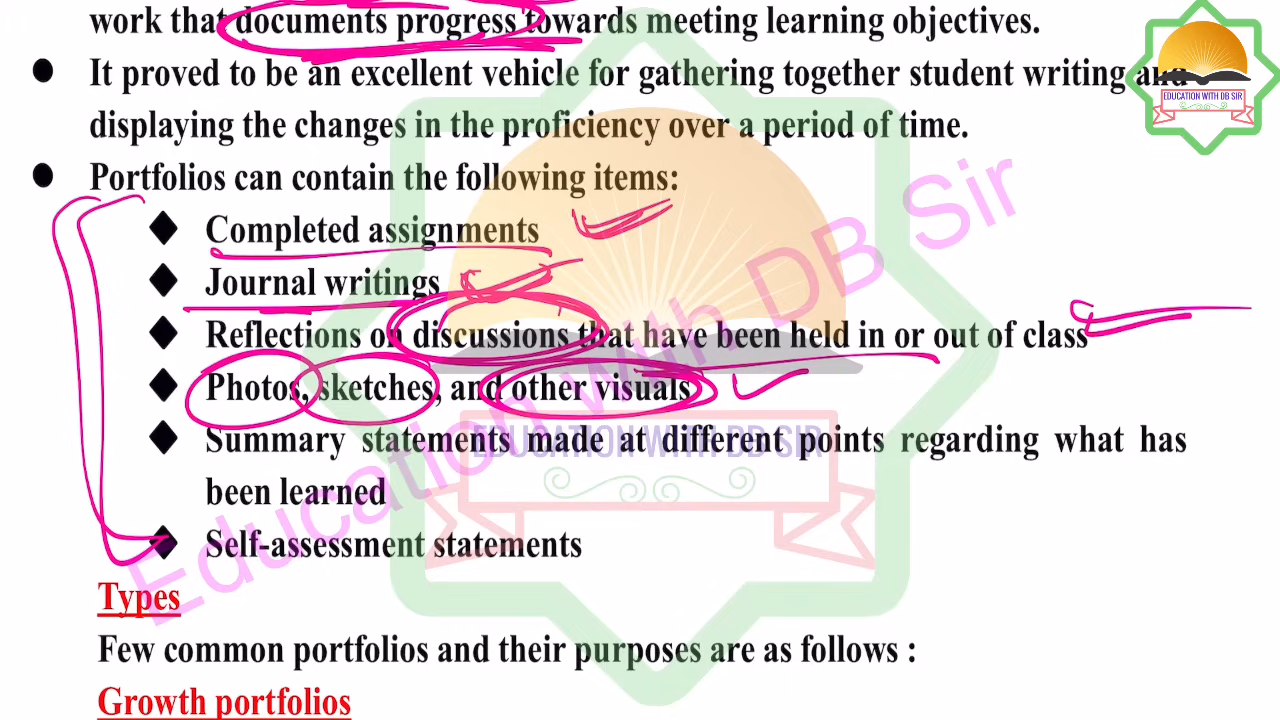 work that documents progress towards meeting learning objectives.
● It proved to be an excellent vehicle for gathering together student writing and
displaying the changes in the proficiency over a period of time.
● Portfolios can contain the following items:
◆ Completed assignments
◆ Journal writings
◆ Reflections on discussions that have been held in or out of class
◆ Photos, sketches, and other visuals
◆ Summary statements made at different points regarding what has
been learned
◆ Self-assessment statements
Types
Few common portfolios and their purposes are as follows :
Growth portfolios
EDUCATION WITH DB SIR
Education with DB Sir
EDUCATION WITH DB SIR